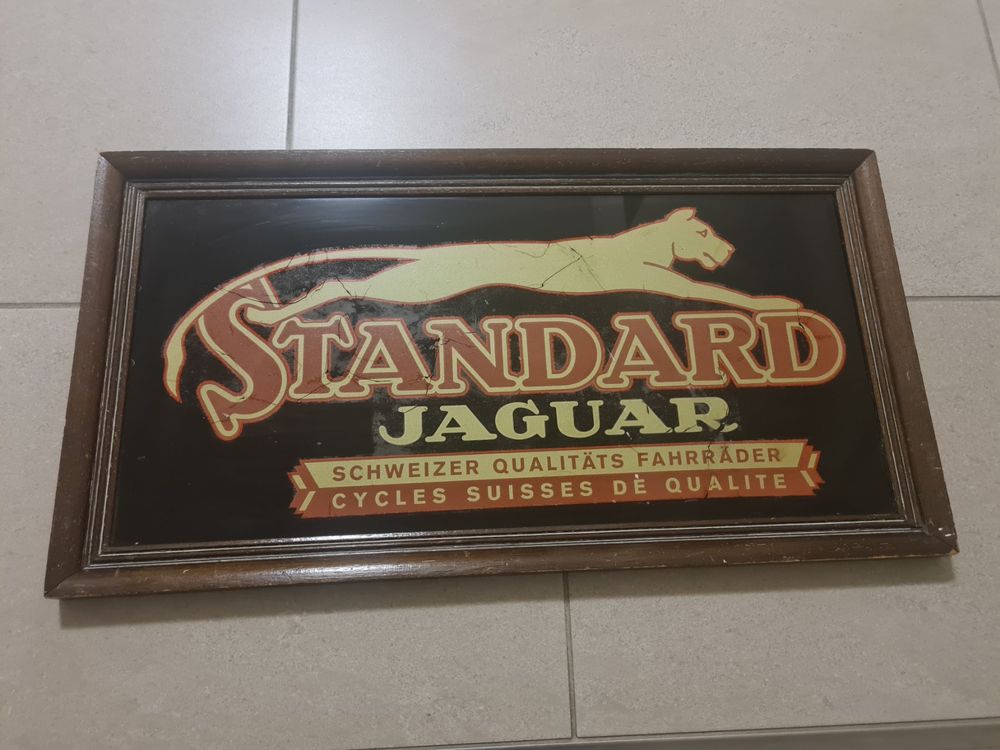 STANDARD
JAGUAR
SCHWEIZER QUALITÄTS FAHRRÄDER
CYCLES SUISSES DE QUALITE